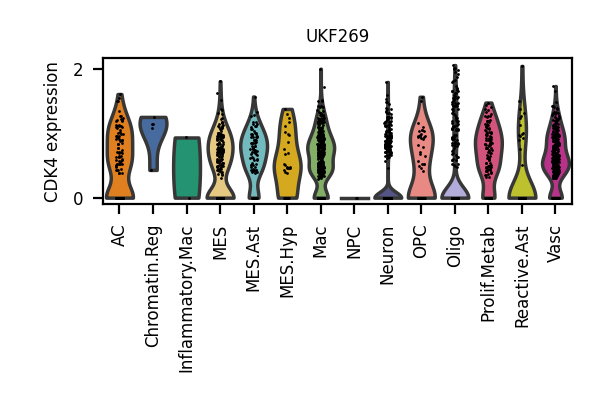 UKF269
CDK4 expression
2
0
AC
Chromatin.Reg
Inflammatory.Mac
MES
MES.Ast
MES.Hyp
Mac
NPC
Neuron
OPC
Oligo
Prolif.Metab
Reactive.Ast
Vasc